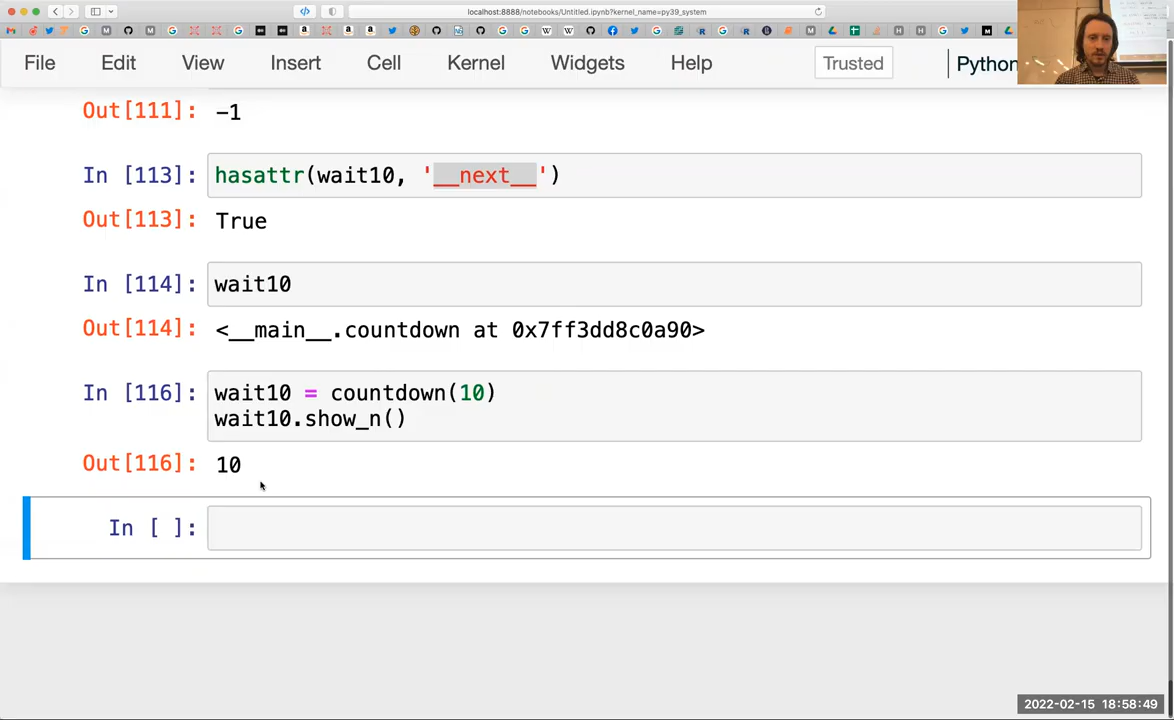 localhost:8888/notebooks/Untitled.ipynb?kernel_name=py39_system
File Edit View Insert Cell Kernel Widgets Help Trusted Python
Out[111]: -1
In [113]: hasattr(wait10, '__next__')
Out[113]: True
In [114]: wait10
Out[114]: <__main__.countdown at 0x7ff3dd8c0a90>
In [116]: wait10 = countdown(10)
wait10.show_n()
Out[116]: 10
In [ ]:
2022-02-15 18:58:49